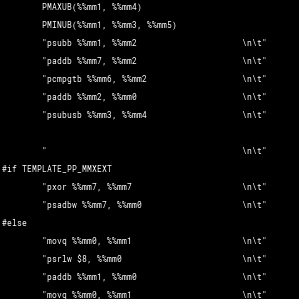 PMAXUB(%%mm1, %%mm4)
PMINUB(%%mm1, %%mm3, %%mm5)
"psubb %%mm1, %%mm2 \n\t"
"paddb %%mm7, %%mm2 \n\t"
"pcmpgtb %%mm6, %%mm2 \n\t"
"paddb %%mm2, %%mm0 \n\t"
"psubusb %%mm3, %%mm4 \n\t"
" \n\t"
#if TEMPLATE_PP_MMXEXT
"pxor %%mm7, %%mm7 \n\t"
"psadbw %%mm7, %%mm0 \n\t"
#else
"movq %%mm0, %%mm1 \n\t"
"psrlw $8, %%mm0 \n\t"
"paddb %%mm1, %%mm0 \n\t"
"movq %%mm0, %%mm1 \n\t"